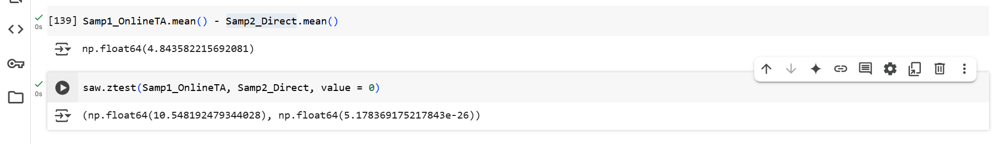 [139] Samp1_OnlineTA.mean() - Samp2_Direct.mean()
0s
np.float64(4.843582215692081)
saw.ztest(Samp1_OnlineTA, Samp2_Direct, value = 0)
0s
(np.float64(10.548192479344028), np.float64(5.178369175217843e-26))